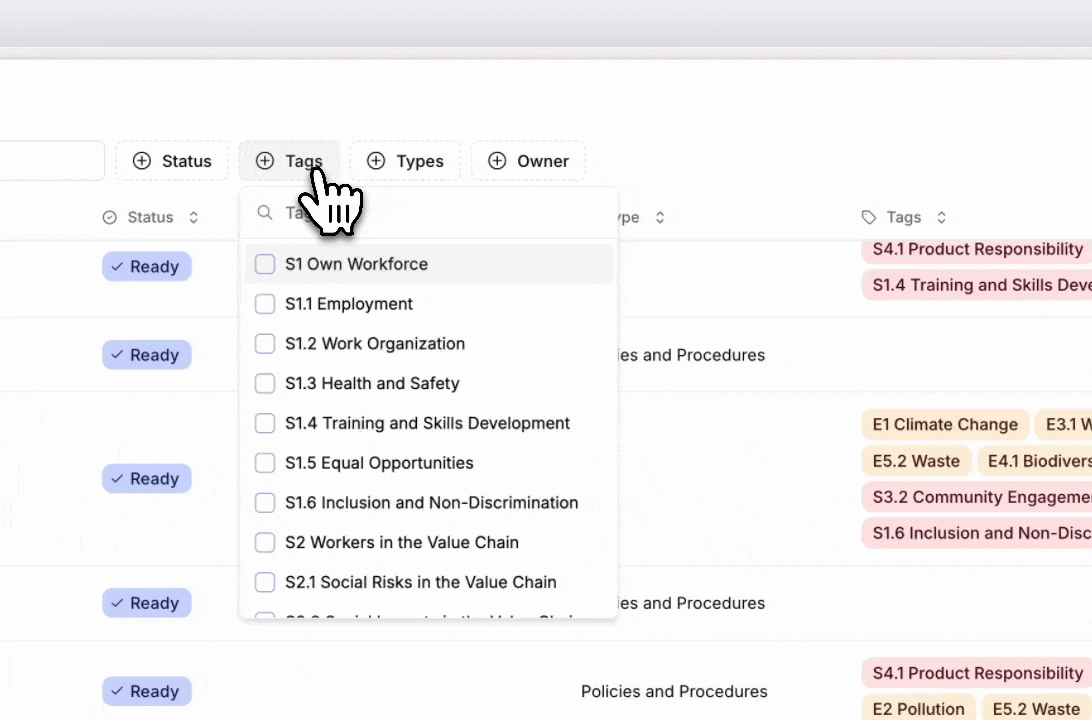 Status
Tags
Types
Owner
Status
ype
Tags
S1 Own Workforce
S1.1 Employment
S1.2 Work Organization
S1.3 Health and Safety
S1.4 Training and Skills Development
S1.5 Equal Opportunities
S1.6 Inclusion and Non-Discrimination
S2 Workers in the Value Chain
S2.1 Social Risks in the Value Chain
Ready
S4.1 Product Responsibility
S1.4 Training and Skills Deve
Ready
ies and Procedures
Ready
E1 Climate Change
E3.1 W
E5.2 Waste
E4.1 Biodivers
S3.2 Community Engageme
S1.6 Inclusion and Non-Disc
Ready
ies and Procedures
Ready
Policies and Procedures
S4.1 Product Responsibility
E2 Pollution
E5.2 Waste